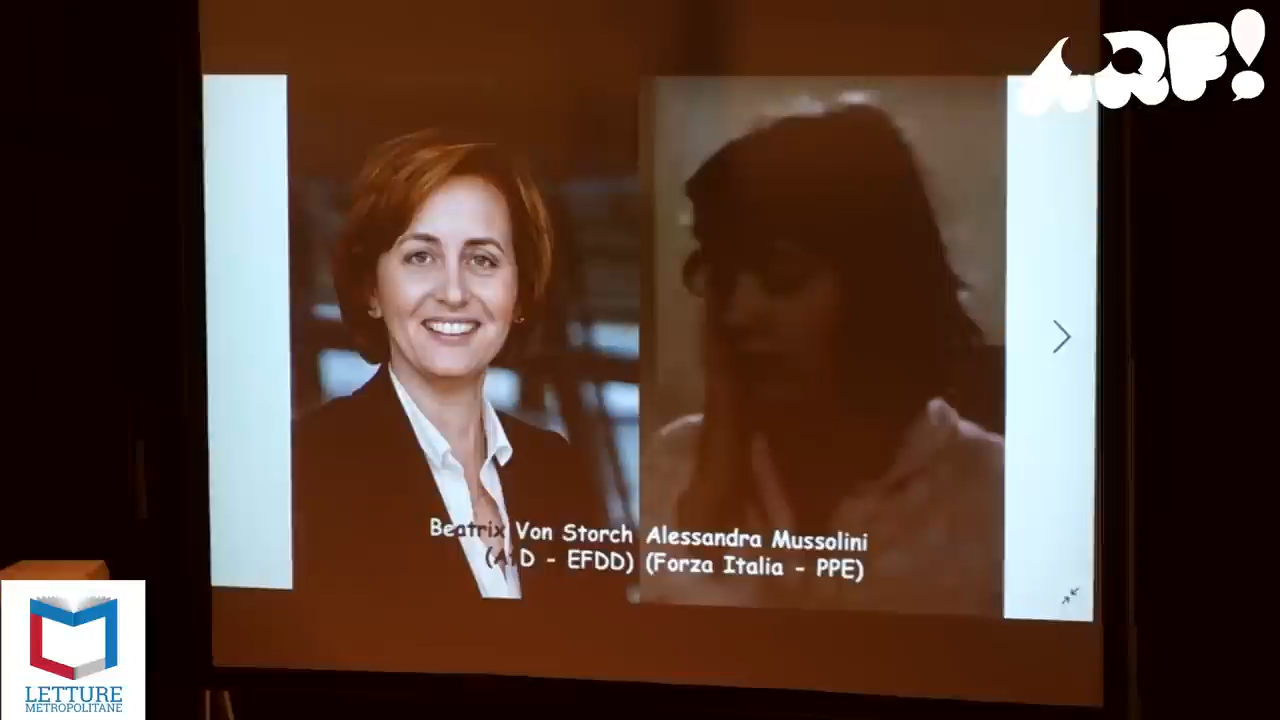 ARF!
Beatrix Von Storch Alessandra Mussolini
(AfD - EFDD) (Forza Italia - PPE)
LETTURE
METROPOLITANE